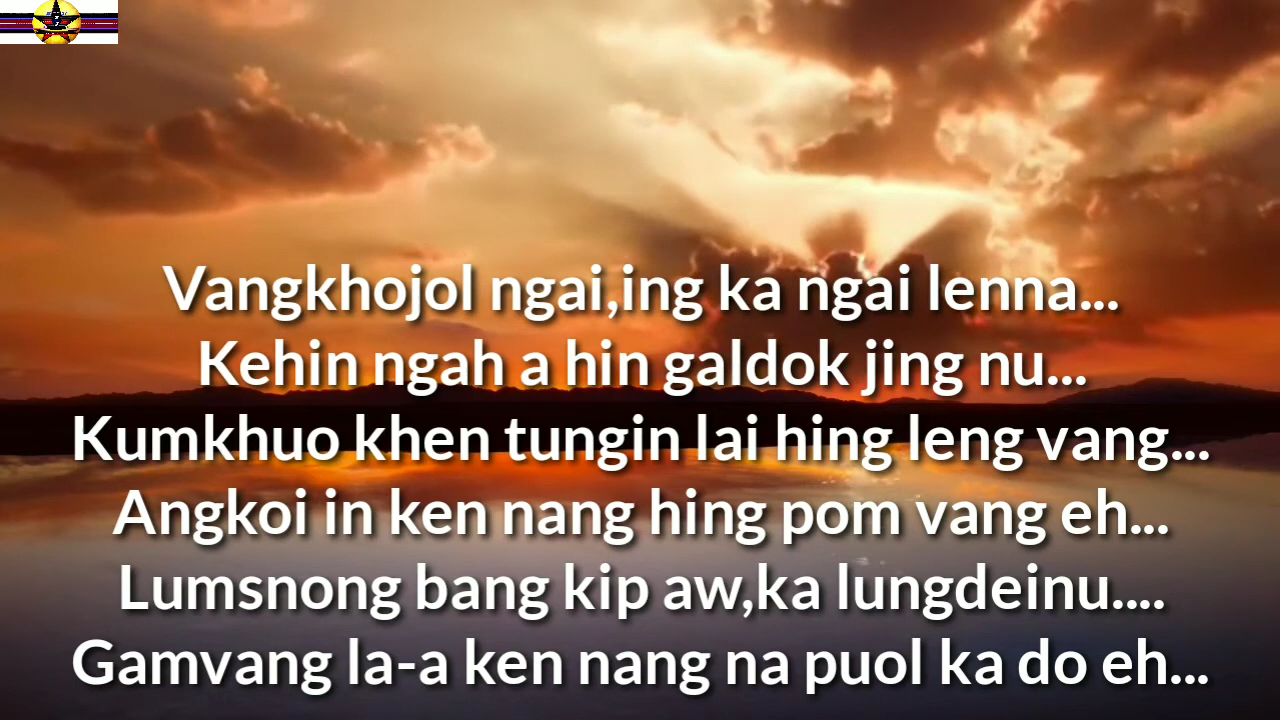 Vangkhojol ngai,ing ka ngai lenna...
Kehin ngah a hin galdok jing nu...
Kumkhuo khen tungin lai hing leng vang...
Angkoi in ken nang hing pom vang eh...
Lumsnong bang kip aw,ka lungdeinu....
Gamvang la-a ken nang na puol ka do eh...